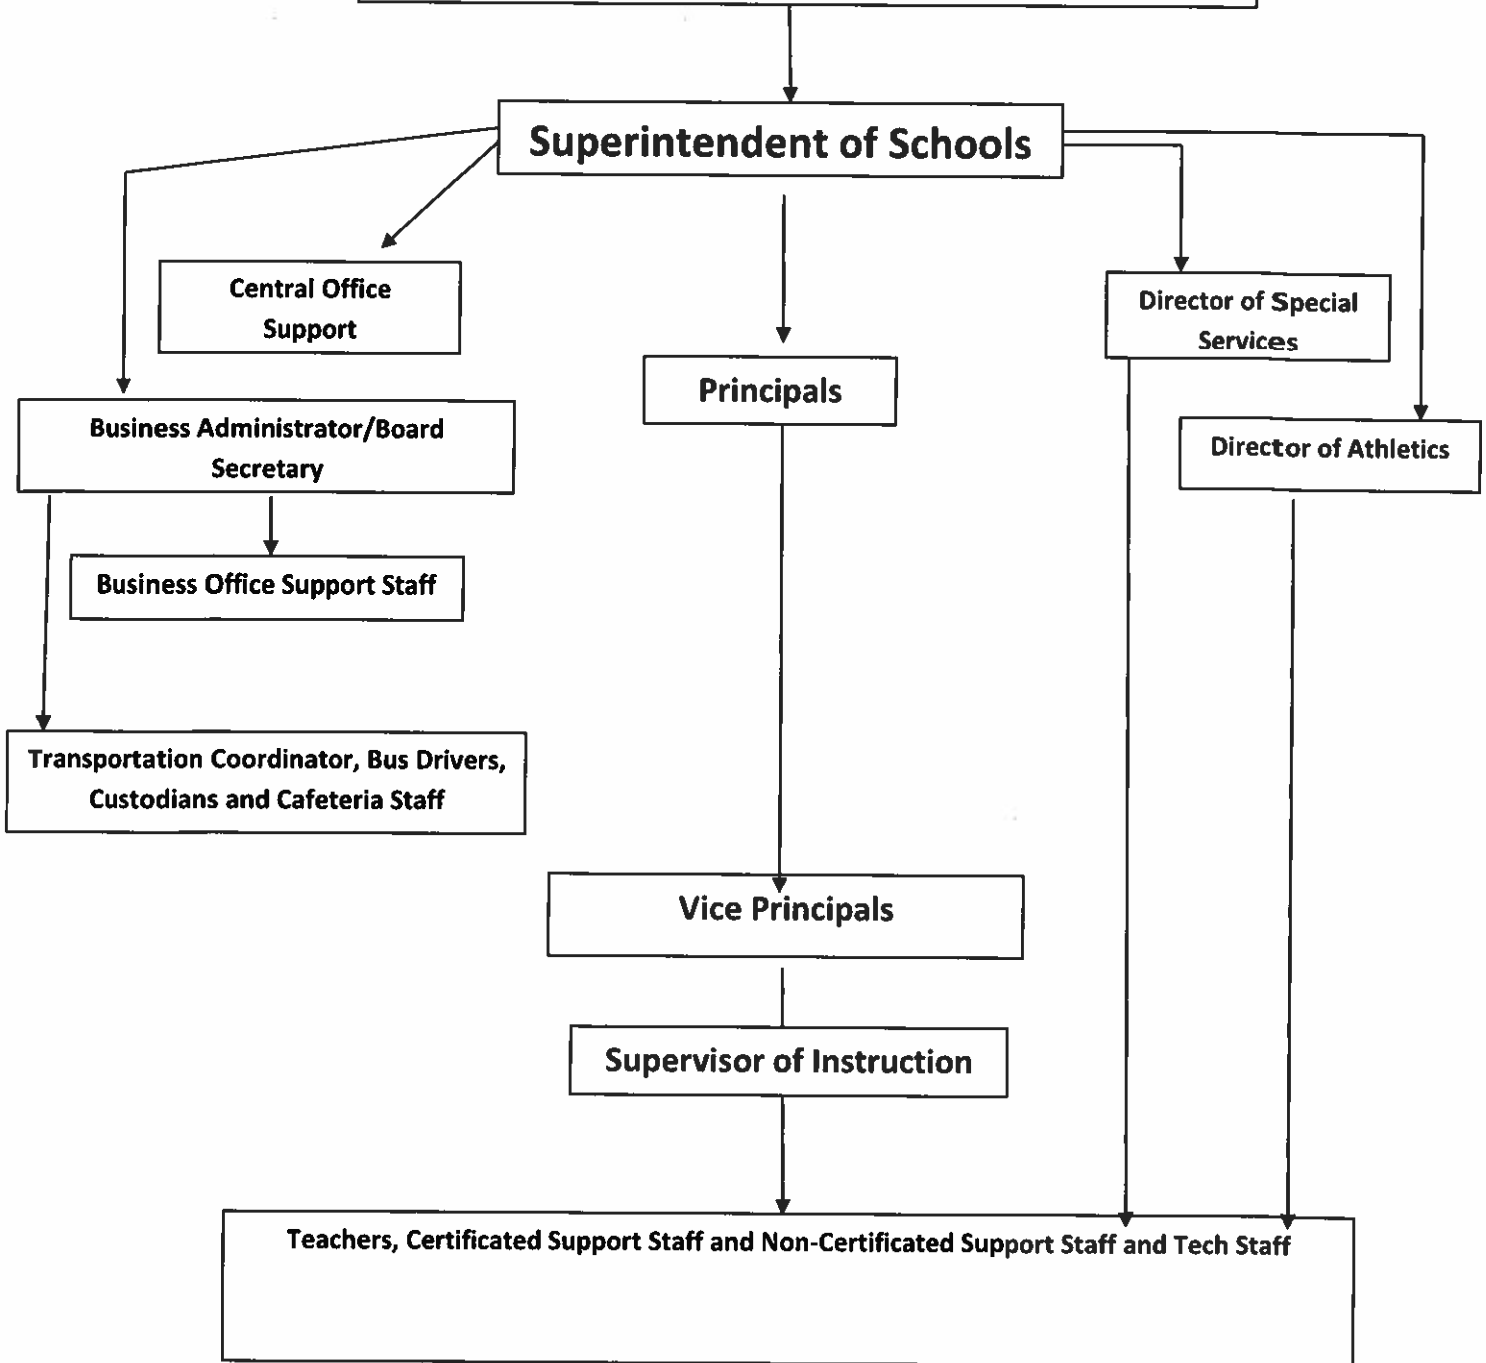 Superintendent of Schools
Central Office
Support
Director of Special
Services
Principals
Business Administrator/Board
Secretary
Director of Athletics
Business Office Support Staff
Transportation Coordinator, Bus Drivers,
Custodians and Cafeteria Staff
Vice Principals
Supervisor of Instruction
Teachers, Certificated Support Staff and Non-Certificated Support Staff and Tech Staff